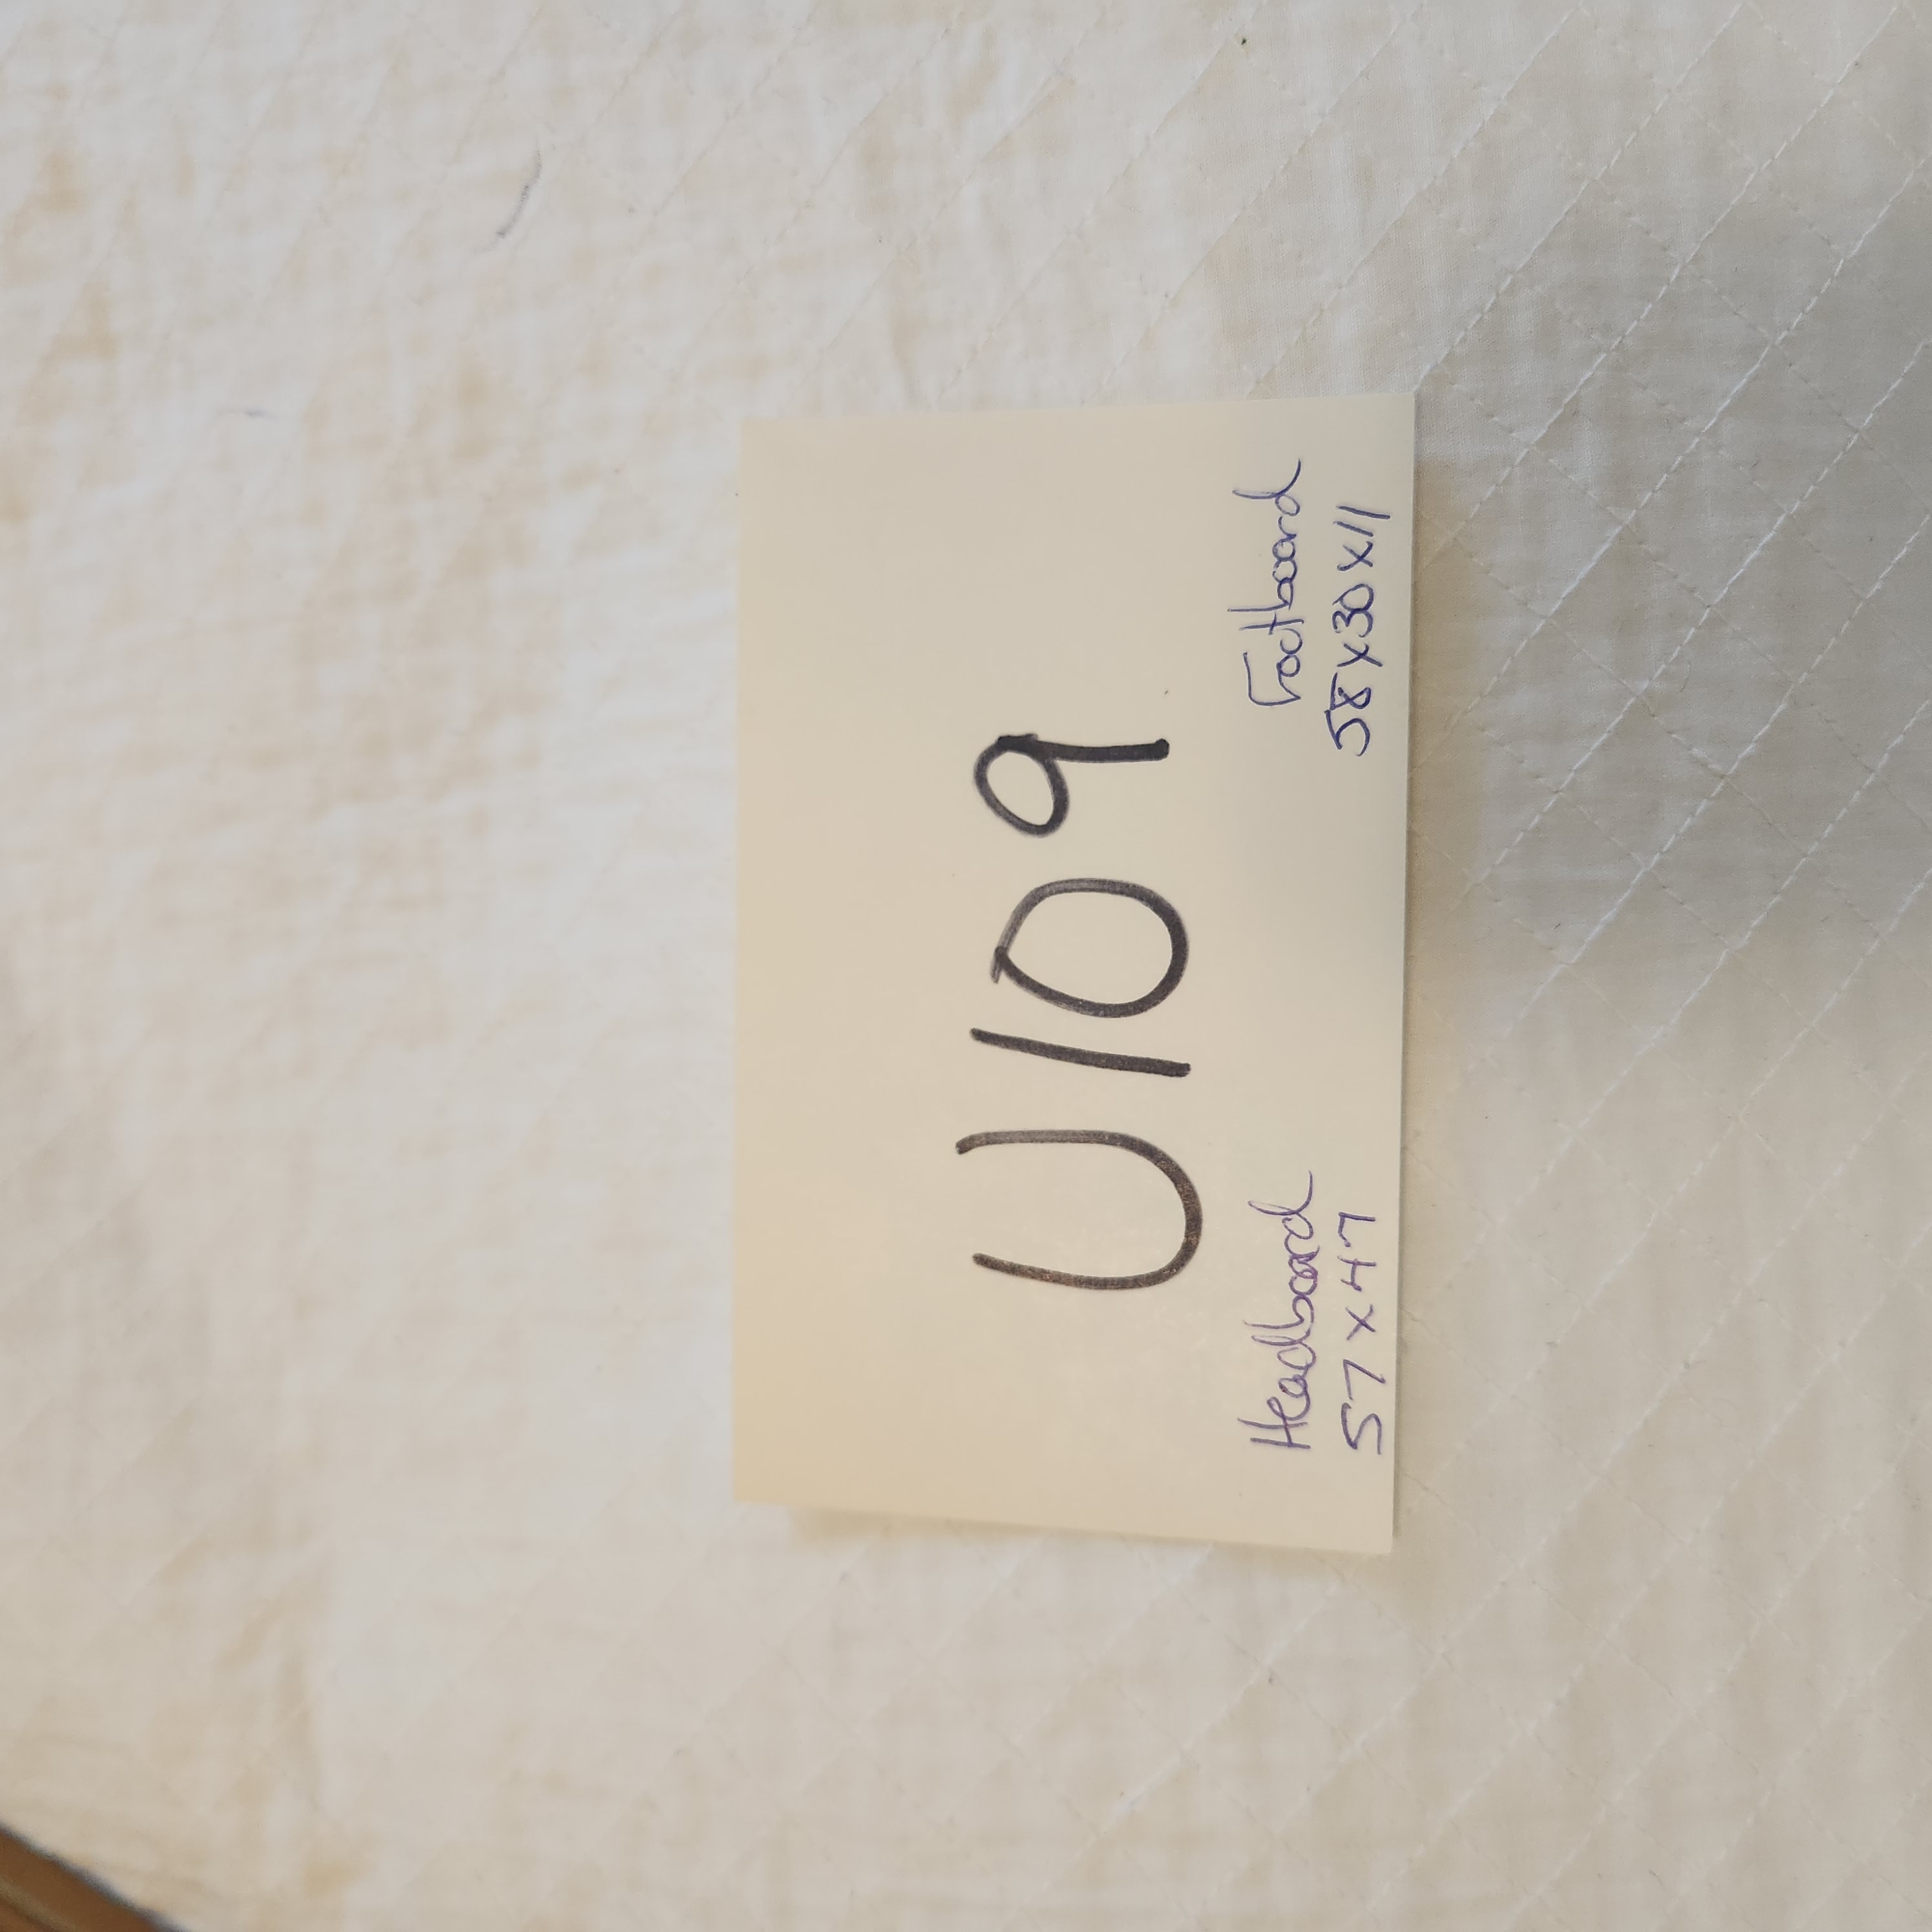 U109
Headboard
57 x 47
Footboard
58 x 30 x 11